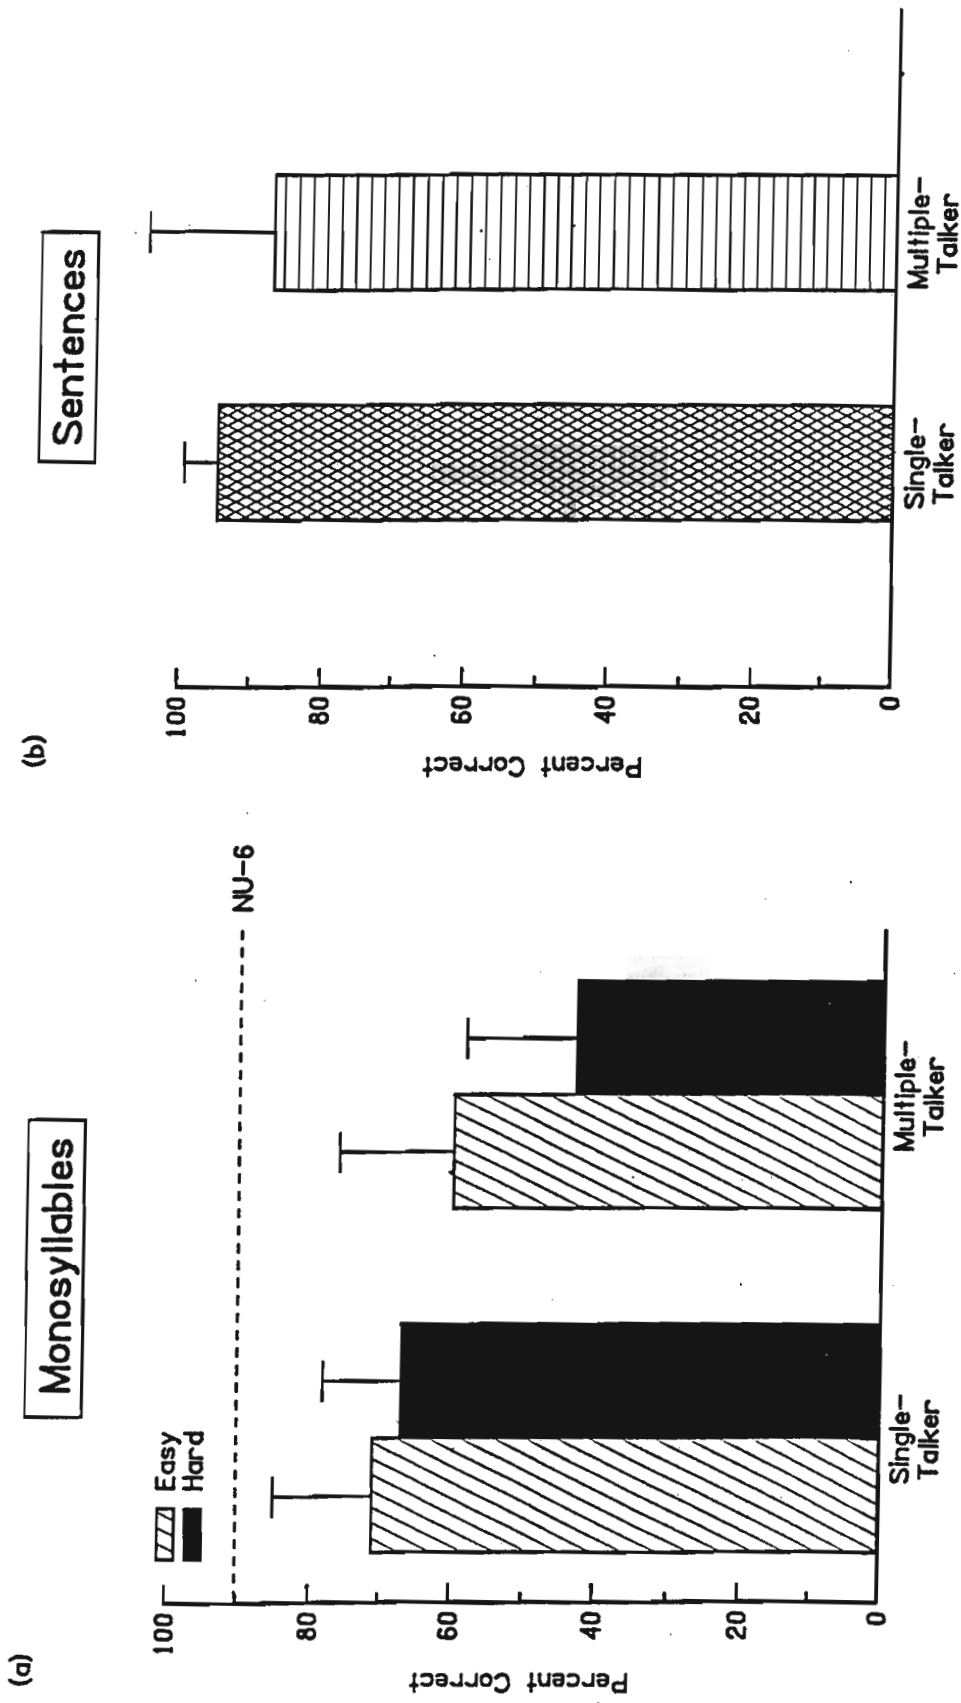 (a)
Monosyllables
Easy
Hard
NU-6
Percent Correct
100
80
60
40
20
0
Single-
Talker
Multiple-
Talker
(b)
Sentences
Percent Correct
100
80
60
40
20
0
Single-
Talker
Multiple-
Talker